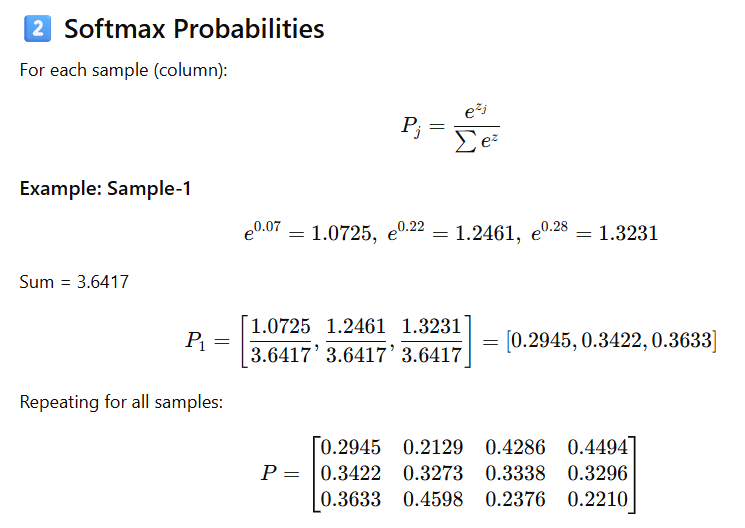 2 Softmax Probabilities
For each sample (column):
P_j = \frac{e^{z_j}}{\sum e^z}
Example: Sample-1
e^{0.07} = 1.0725, e^{0.22} = 1.2461, e^{0.28} = 1.3231
Sum = 3.6417
P_1 = \left[\frac{1.0725}{3.6417}, \frac{1.2461}{3.6417}, \frac{1.3231}{3.6417}\right] = [0.2945, 0.3422, 0.3633]
Repeating for all samples:
P = \begin{bmatrix} 0.2945 & 0.2129 & 0.4286 & 0.4494 \\ 0.3422 & 0.3273 & 0.3338 & 0.3296 \\ 0.3633 & 0.4598 & 0.2376 & 0.2210 \end{bmatrix}